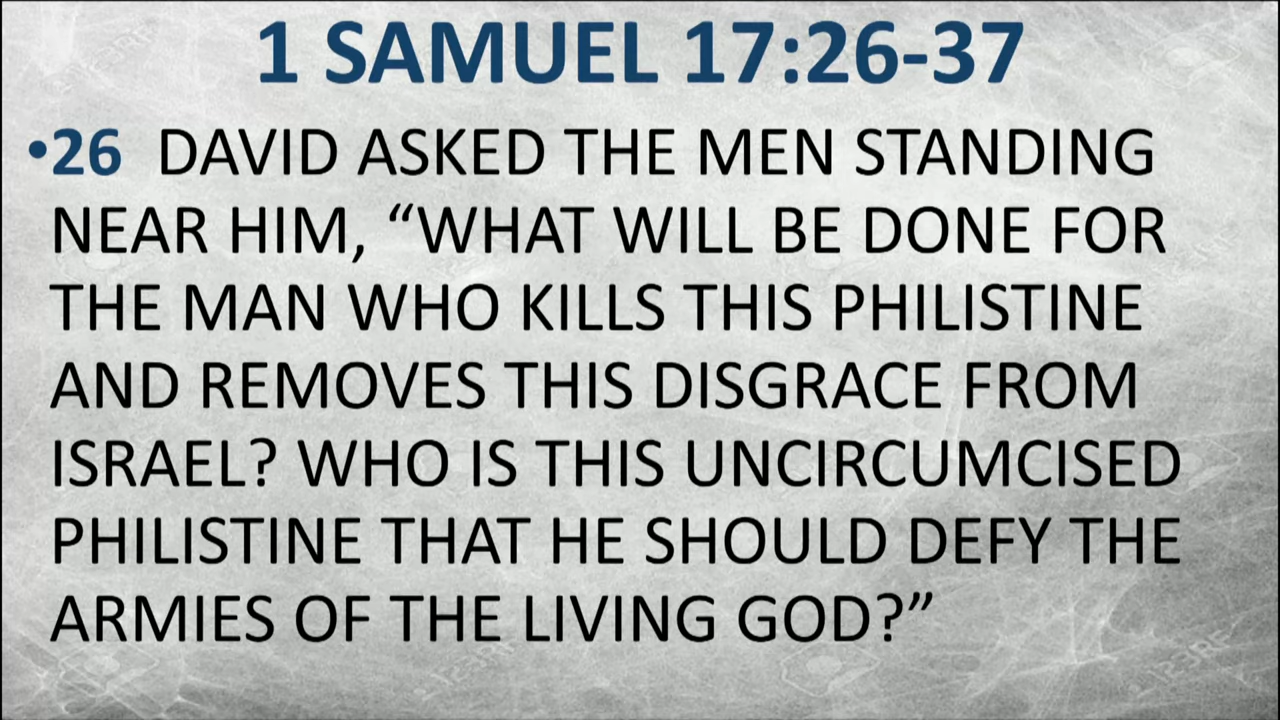 1 SAMUEL 17:26-37
•26 DAVID ASKED THE MEN STANDING
NEAR HIM, “WHAT WILL BE DONE FOR
THE MAN WHO KILLS THIS PHILISTINE
AND REMOVES THIS DISGRACE FROM
ISRAEL? WHO IS THIS UNCIRCUMCISED
PHILISTINE THAT HE SHOULD DEFY THE
ARMIES OF THE LIVING GOD?”
123RF